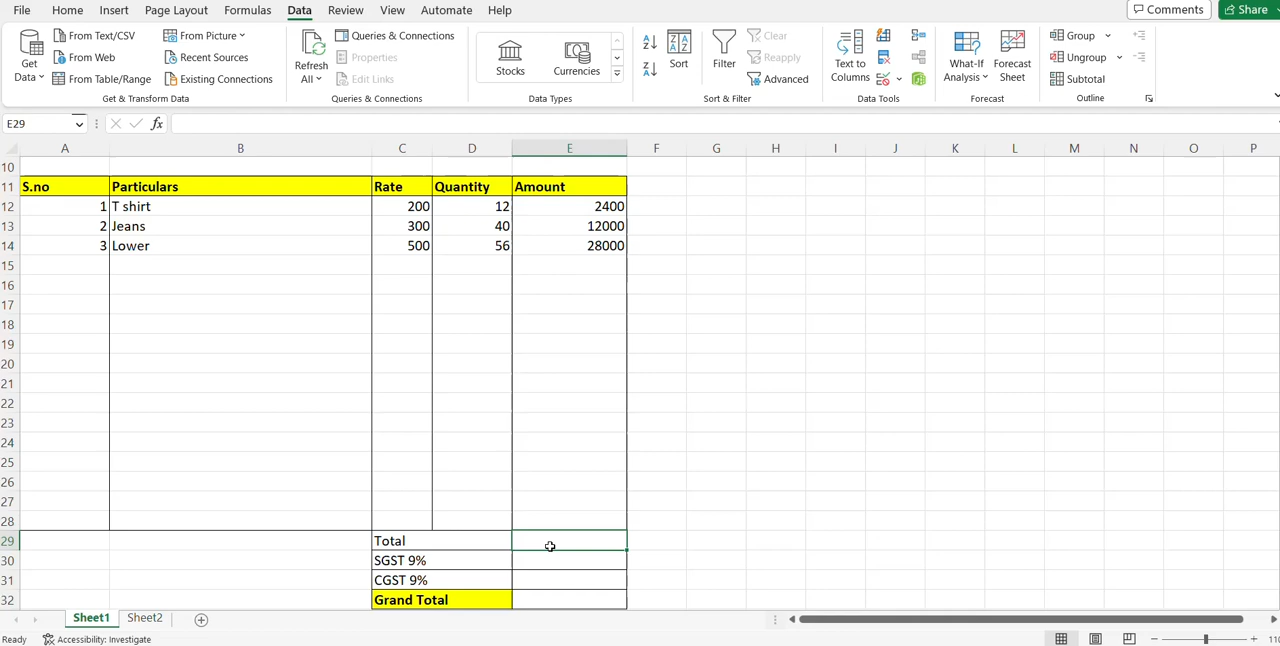 File Home Insert Page Layout Formulas Data Review View Automate Help Comments Share
From Text/CSV From Picture Queries & Connections Clear Group
Get Data From Web Recent Sources Refresh All Properties Stocks Currencies Sort Filter Reapply Text to Columns What-If Analysis Forecast Sheet Ungroup
From Table/Range Existing Connections Edit Links Advanced Subtotal
Get & Transform Data Queries & Connections Data Types Sort & Filter Data Tools Forecast Outline
E29 fx
A B C D E F G H I J K L M N O P
10
11 S.no Particulars Rate Quantity Amount
12 1 T shirt 200 12 2400
13 2 Jeans 300 40 12000
14 3 Lower 500 56 28000
15
16
17
18
19
20
21
22
23
24
25
26
27
28
29 Total
30 SGST 9%
31 CGST 9%
32 Grand Total
Sheet1 Sheet2
Ready Accessibility: Investigate